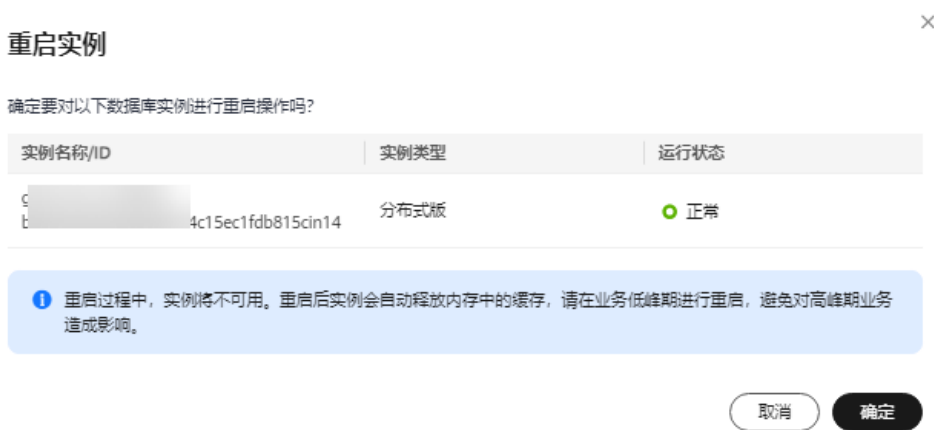 重启实例
确定要对以下数据库实例进行重启操作吗?
实例名称/ID 实例类型 运行状态
4c15ec1fdb815cin14 分布式版 正常
重启过程中，实例将不可用。重启后实例会自动释放内存中的缓存，请在业务低峰期进行重启，避免对高峰期业务
造成影响。
取消 确定